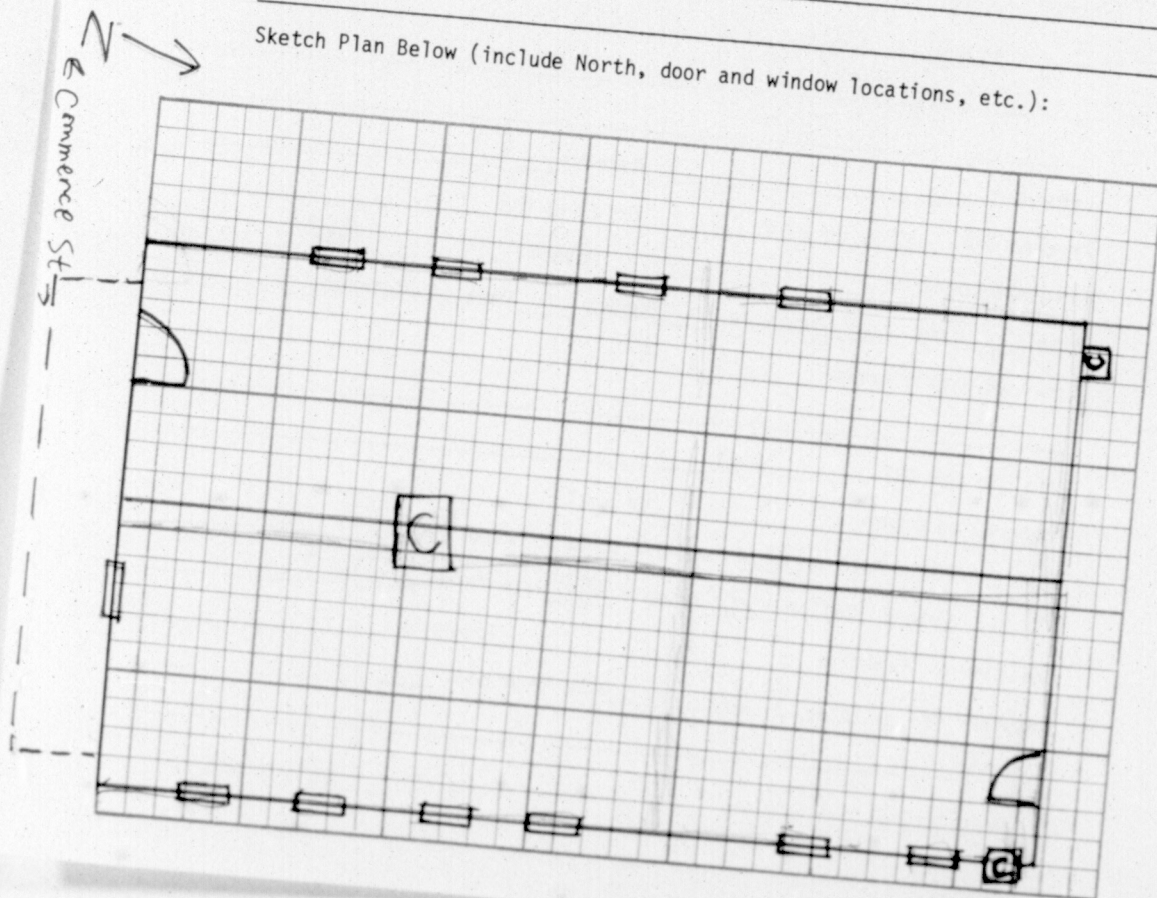 N
Sketch Plan Below (include North, door and window locations, etc.):
Commerce St
C
C
C